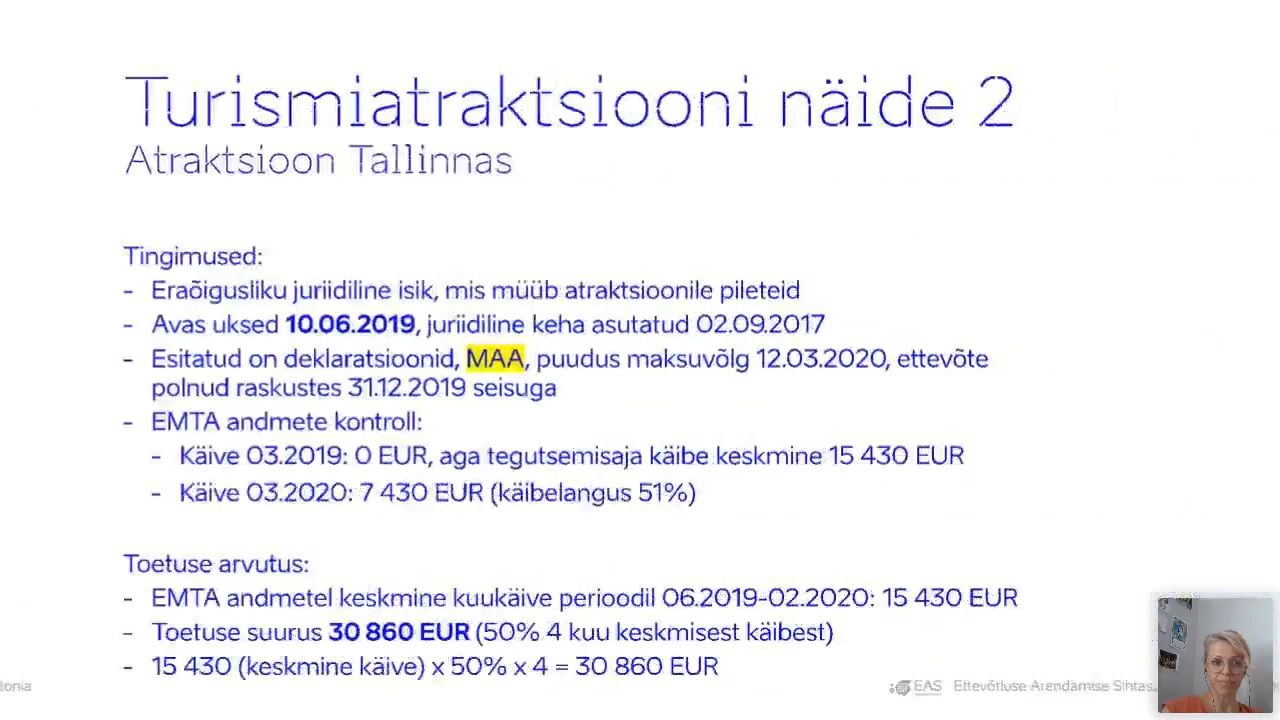 Turismiatraktsiooni näide 2
Atraktsioon Tallinnas
Tingimused:
- Eraõigusliku juriidiline isik, mis müüb atraktsioonile pileteid
- Avas uksed 10.06.2019, juriidiline keha asutatud 02.09.2017
- Esitatud on deklaratsioonid, MAA, puudus maksuvõlg 12.03.2020, ettevõte
polnud raskustes 31.12.2019 seisuga
- EMTA andmete kontroll:
- Käive 03.2019: 0 EUR, aga tegutsemisaja käibe keskmine 15 430 EUR
- Käive 03.2020: 7 430 EUR (käibelangus 51%)
Toetuse arvutus:
- EMTA andmetel keskmine kuukäive perioodil 06.2019-02.2020: 15 430 EUR
- Toetuse suurus 30 860 EUR (50% 4 kuu keskmisest käibest)
- 15 430 (keskmine käive) x 50% x 4 = 30 860 EUR
tonia
EAS Ettevõtluse Arendamise Sihtas...